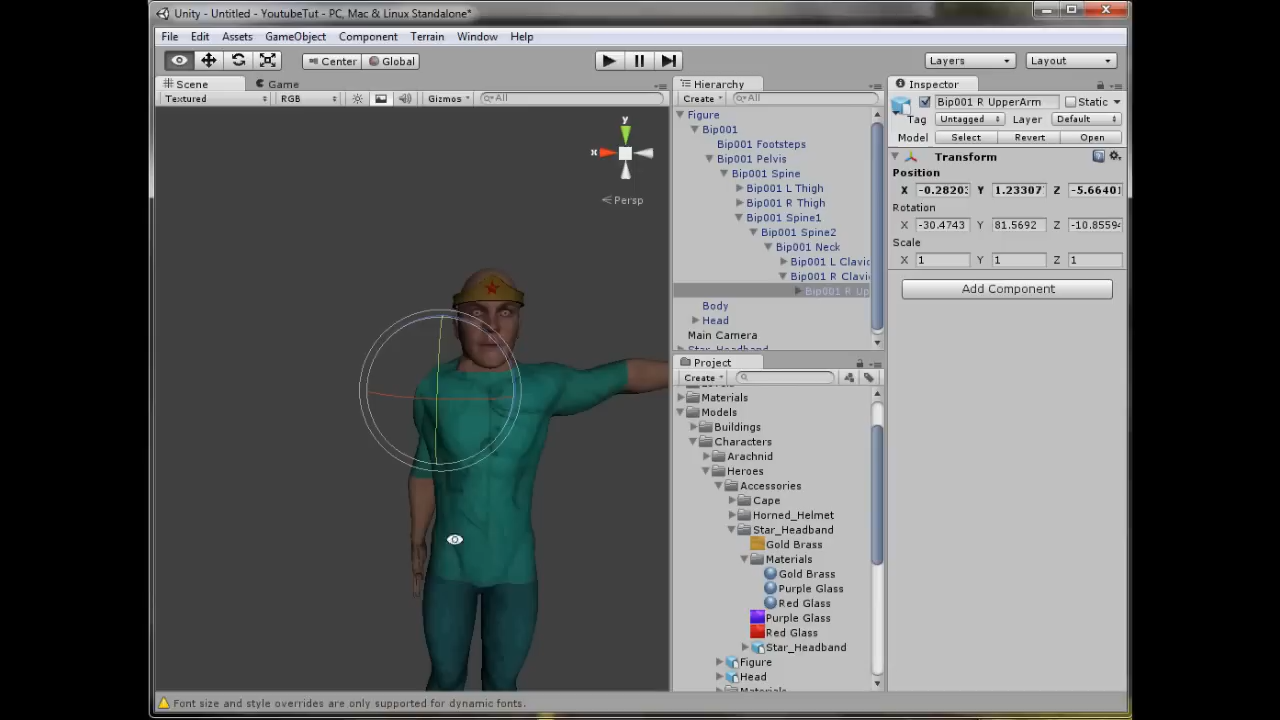 Unity - Untitled - YoutubeTut - PC, Mac & Linux Standalone*
File Edit Assets GameObject Component Terrain Window Help
Center Global Layers Layout
Scene Game
Textured RGB Gizmos All
y
x
Persp
Hierarchy
Create All
Figure
Bip001
Bip001 Footsteps
Bip001 Pelvis
Bip001 Spine
Bip001 L Thigh
Bip001 R Thigh
Bip001 Spine1
Bip001 Spine2
Bip001 Neck
Bip001 L Clavic
Bip001 R Clavi
Bip001 R Up
Body
Head
Main Camera
Project
Create
Materials
Models
Buildings
Characters
Arachnid
Heroes
Accessories
Cape
Horned_Helmet
Star_Headband
Gold Brass
Materials
Gold Brass
Purple Glass
Red Glass
Purple Glass
Red Glass
Star_Headband
Figure
Head
Inspector
Bip001 R UpperArm Static
Tag Untagged Layer Default
Model Select Revert Open
Transform
Position
X -0.2820 Y 1.23307 Z -5.6640
Rotation
X -30.4743 Y 81.5692 Z -10.8559
Scale
X 1 Y 1 Z 1
Add Component
Font size and style overrides are only supported for dynamic fonts.